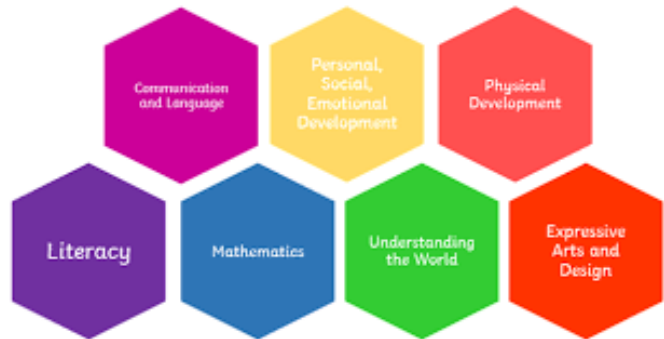 Communication
and Language
Personal,
Social,
Emotional
Development
Physical
Development
Literacy
Mathematics
Understanding
the World
Expressive
Arts and
Design